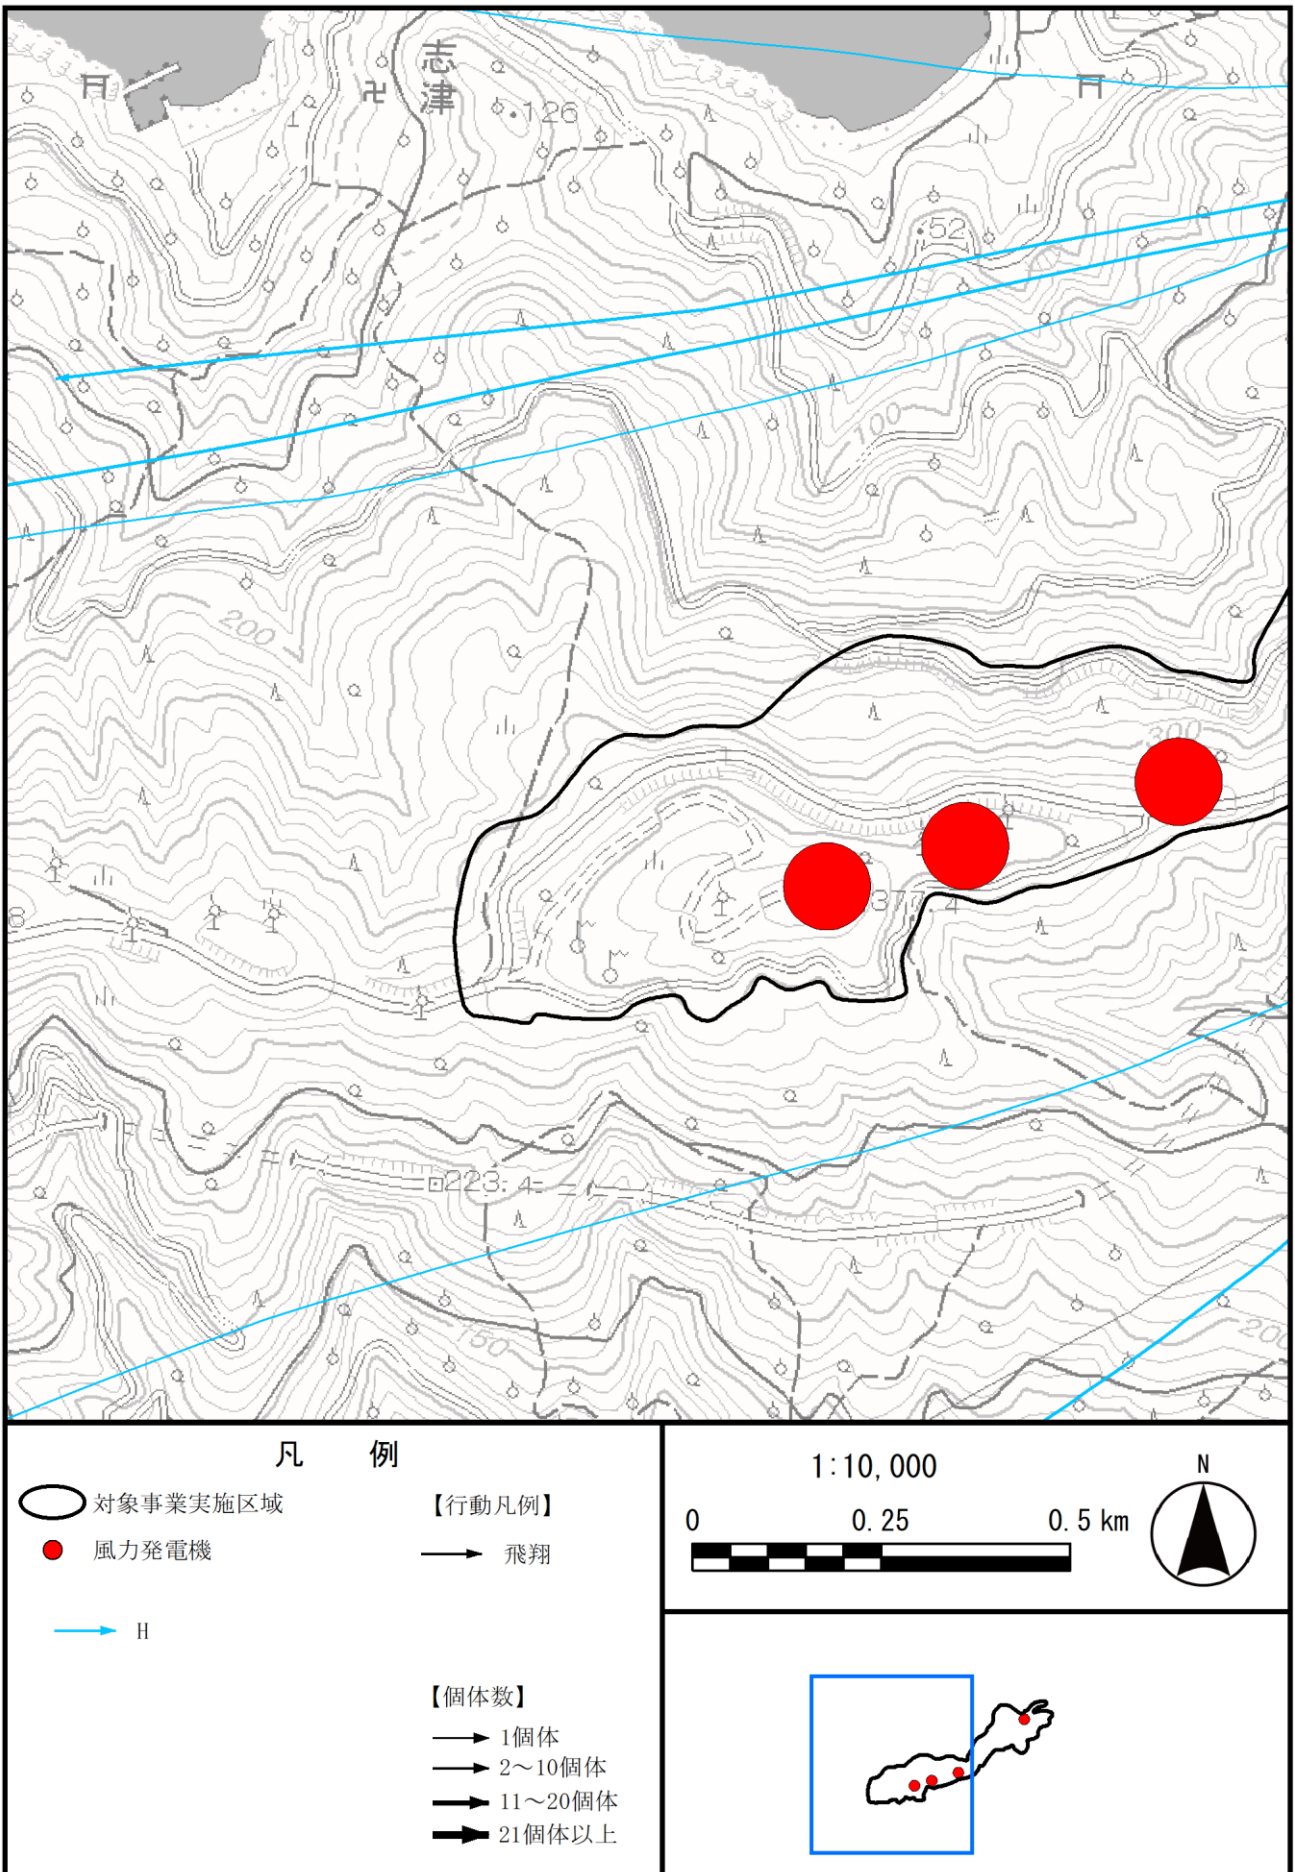 志津
126
52
100
200
300
377.4
8
223.4
150
200
凡 例
対象事業実施区域
風力発電機
H
【行動凡例】
飛翔
【個体数】
1個体
2～10個体
11～20個体
21個体以上
1:10,000
0 0.25 0.5 km
N